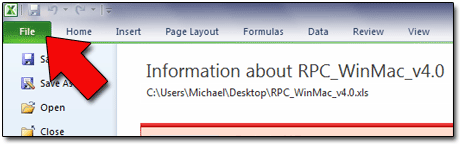 File Home Insert Page Layout Formulas Data Review View
Information about RPC_WinMac_v4.0
C:\Users\Michael\Desktop\RPC_WinMac_v4.0.xls
Save As
Open
Close